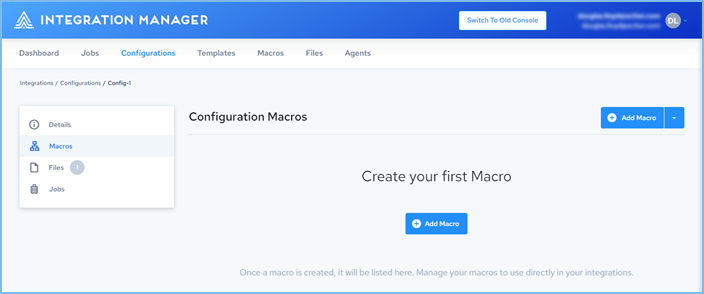 INTEGRATION MANAGER
Switch To Old Console
DL
Dashboard Jobs Configurations Templates Macros Files Agents
Integrations / Configurations / Config-1
Details
Macros
Files 1
Jobs
Configuration Macros
Add Macro
Create your first Macro
Add Macro
Once a macro is created, it will be listed here. Manage your macros to use directly in your integrations.